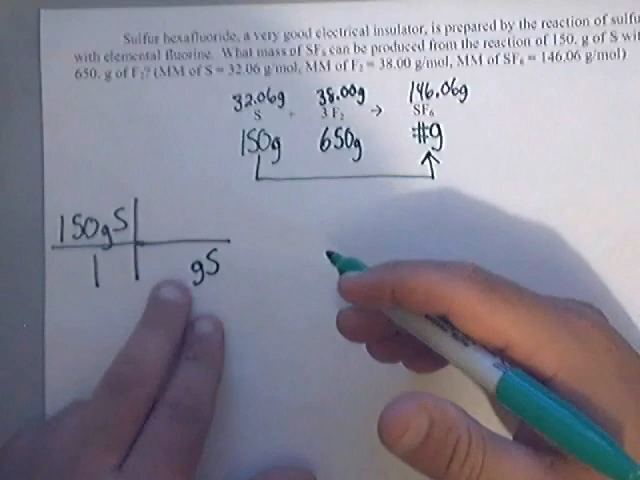 Sulfur hexafluoride, a very good electrical insulator, is prepared by the reaction of sulfu
with elemental fluorine. What mass of SF₆ can be produced from the reaction of 150. g of S wit
650. g of F₂? (MM of S = 32.06 g/mol, MM of F₂ = 38.00 g/mol, MM of SF₆ = 146.06 g/mol)
32.06g 38.00g 146.06g
S + 3 F₂ → SF₆
150g 650g #g
150gS
1 gS